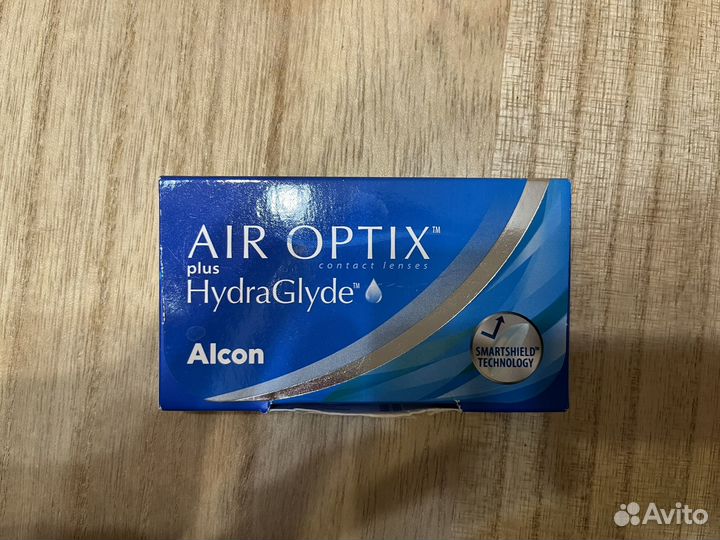 AIR OPTIX™
contact lenses
plus
HydraGlyde™
Alcon
SMARTSHIELD™
TECHNOLOGY
Avito